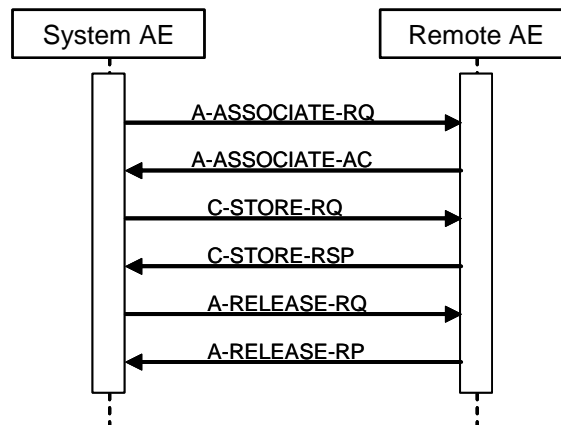 System AE
Remote AE
A-ASSOCIATE-RQ
A-ASSOCIATE-AC
C-STORE-RQ
C-STORE-RSP
A-RELEASE-RQ
A-RELEASE-RP